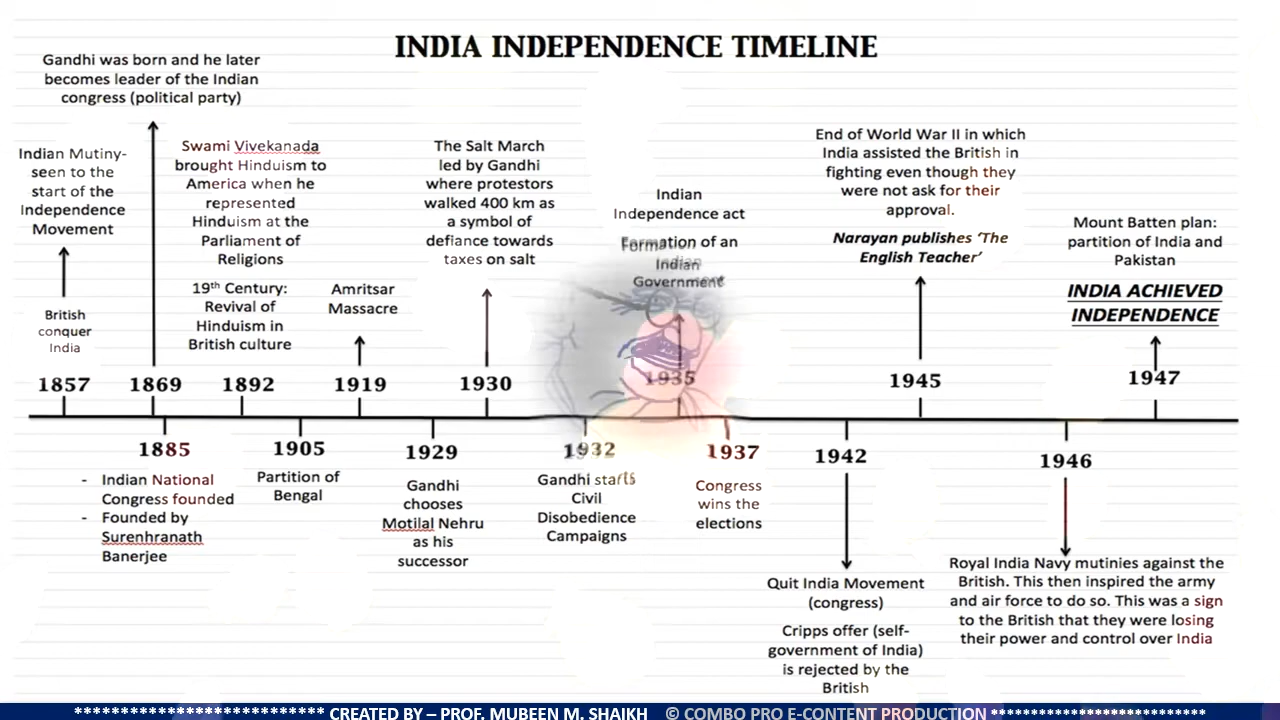 INDIA INDEPENDENCE TIMELINE
Gandhi was born and he later
becomes leader of the Indian
congress (political party)
Indian Mutiny-
seen to the
start of the
Independence
Movement
British
conquer
India
1857
1869
Swami Vivekanada
brought Hinduism to
America when he
represented
Hinduism at the
Parliament of
Religions
19th Century:
Revival of
Hinduism in
British culture
1892
Amritsar
Massacre
1919
The Salt March
led by Gandhi
where protestors
walked 400 km as
a symbol of
defiance towards
taxes on salt
1930
Indian
Independence act
Formation of an
Indian
Government
1935
End of World War II in which
India assisted the British in
fighting even though they
were not ask for their
approval.
Narayan publishes ‘The
English Teacher’
1945
Mount Batten plan:
partition of India and
Pakistan
INDIA ACHIEVED
INDEPENDENCE
1947
1885
- Indian National
Congress founded
- Founded by
Surenhranath
Banerjee
1905
Partition of
Bengal
1929
Gandhi
chooses
Motilal Nehru
as his
successor
1932
Gandhi starts
Civil
Disobedience
Campaigns
1937
Congress
wins the
elections
1942
Quit India Movement
(congress)
Cripps offer (self-
government of India)
is rejected by the
British
1946
Royal India Navy mutinies against the
British. This then inspired the army
and air force to do so. This was a sign
to the British that they were losing
their power and control over India
************************** CREATED BY – PROF. MUBEEN M. SHAIKH © COMBO PRO E-CONTENT PRODUCTION **************************